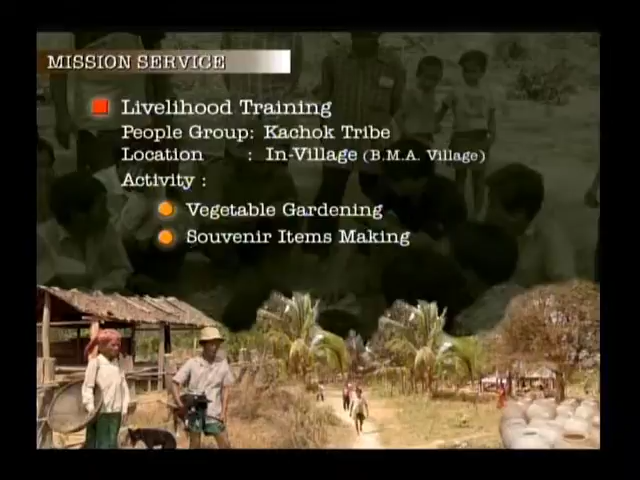 MISSION SERVICE
Livelihood Training
People Group: Kachok Tribe
Location : In-Village (B.M.A. Village)
Activity :
Vegetable Gardening
Souvenir Items Making